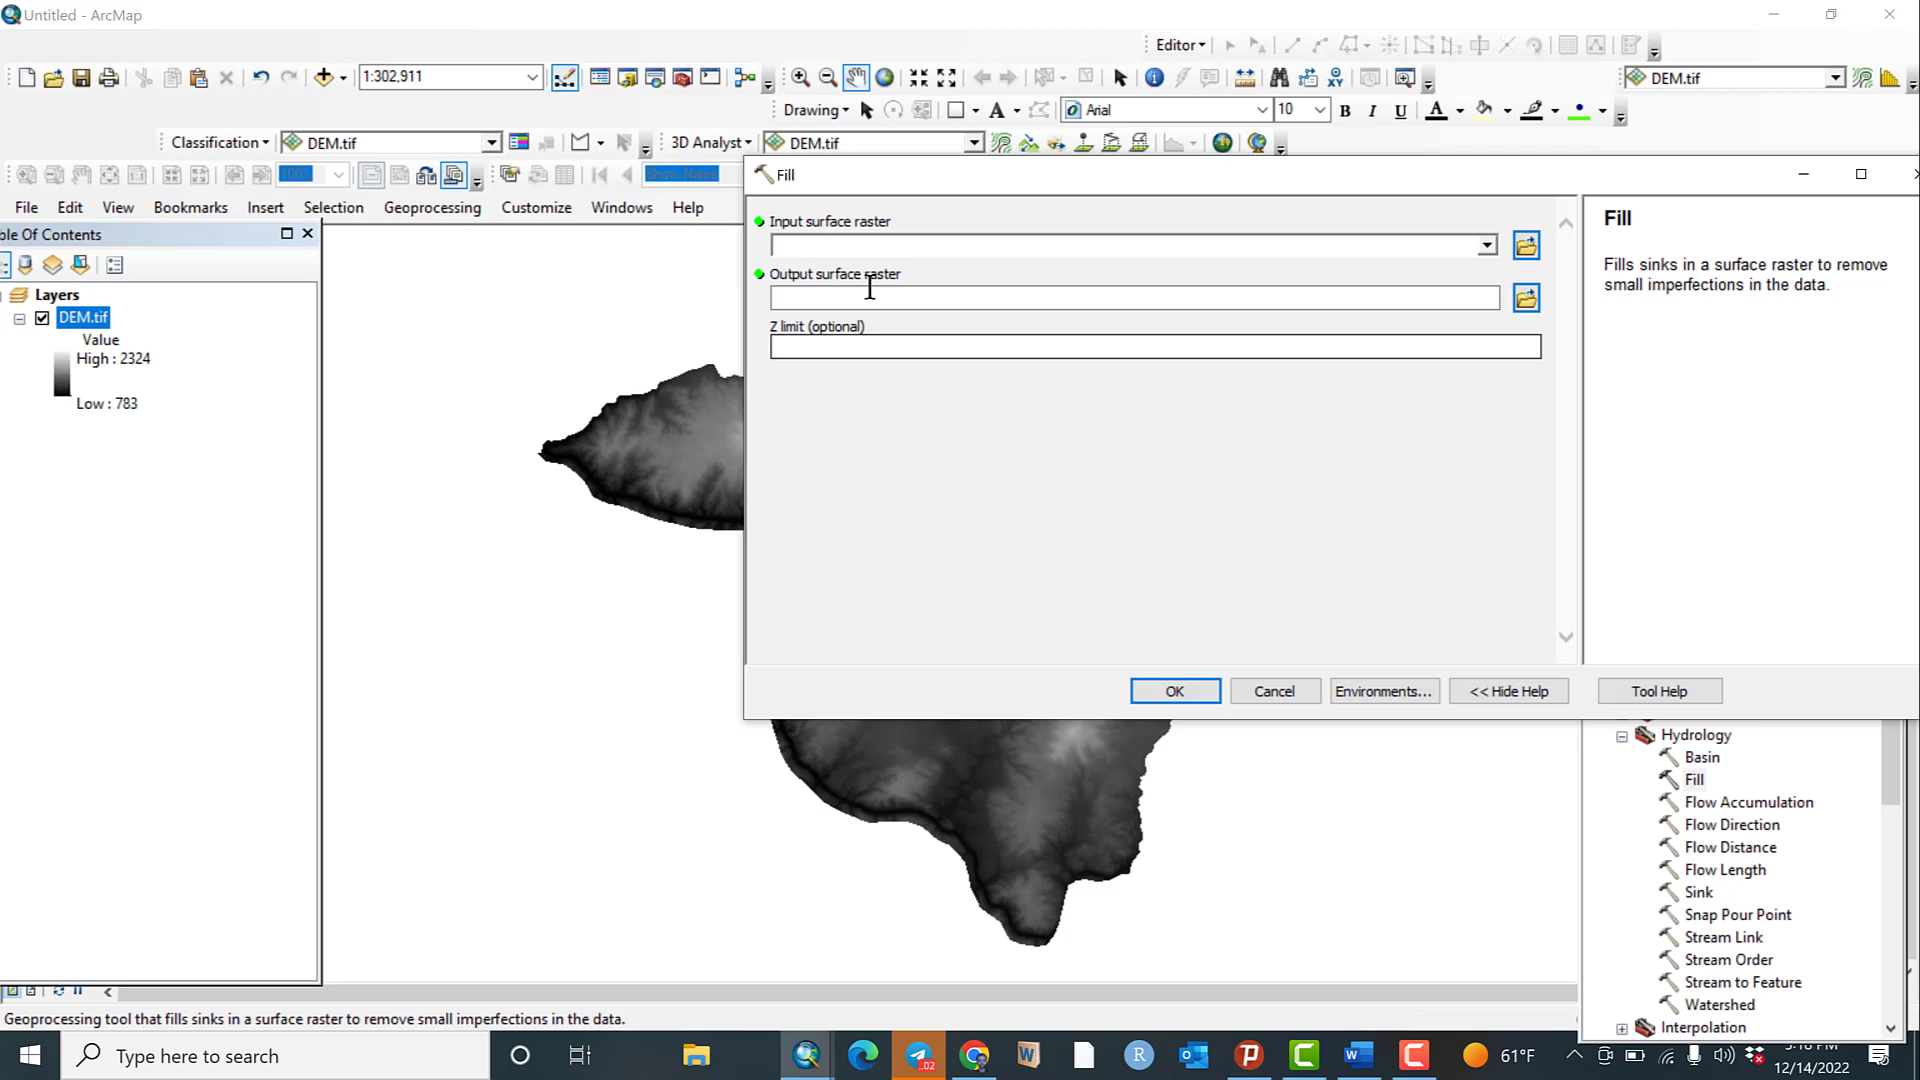 Untitled - ArcMap
Editor
1:302,911
DEM.tif
Drawing
Arial
10
B I U A
Classification
DEM.tif
3D Analyst
DEM.tif
100%
Show Name
Fill
File Edit View Bookmarks Insert Selection Geoprocessing Customize Windows Help
ble Of Contents
Layers
DEM.tif
Value
High : 2324
Low : 783
Input surface raster
Output surface raster
Z limit (optional)
OK
Cancel
Environments...
<< Hide Help
Tool Help
Fill
Fills sinks in a surface raster to remove
small imperfections in the data.
Hydrology
Basin
Fill
Flow Accumulation
Flow Direction
Flow Distance
Flow Length
Sink
Snap Pour Point
Stream Link
Stream Order
Stream to Feature
Watershed
Interpolation
Geoprocessing tool that fills sinks in a surface raster to remove small imperfections in the data.
Type here to search
61°F
12/14/2022